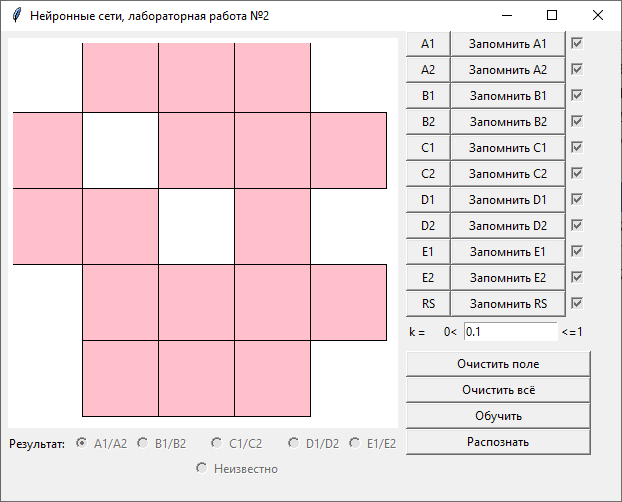 Нейронные сети, лабораторная работа №2
A1 Запомнить A1
A2 Запомнить A2
B1 Запомнить B1
B2 Запомнить B2
C1 Запомнить C1
C2 Запомнить C2
D1 Запомнить D1
D2 Запомнить D2
E1 Запомнить E1
E2 Запомнить E2
RS Запомнить RS
k = 0< 0.1 <=1
Очистить поле
Очистить всё
Обучить
Распознать
Результат: A1/A2 B1/B2 C1/C2 D1/D2 E1/E2
Неизвестно